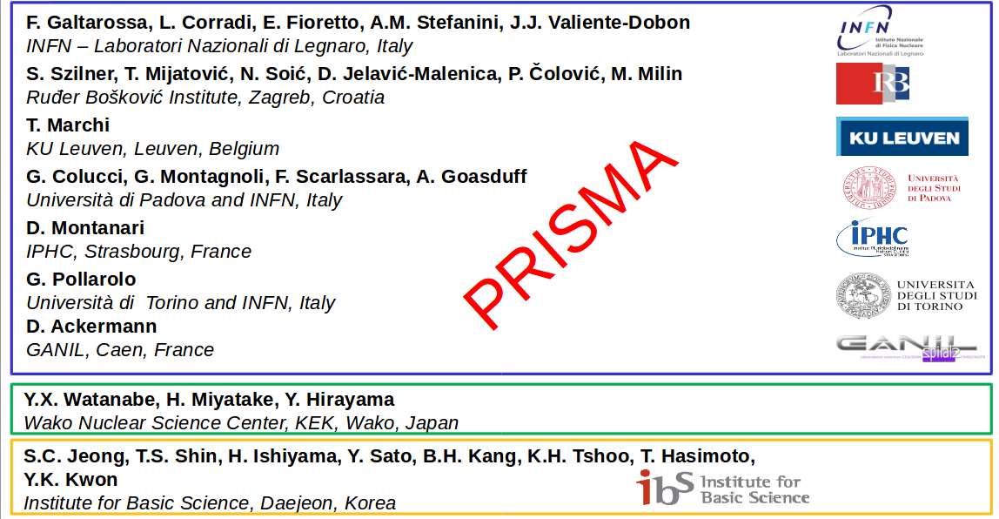 F. Galtarossa, L. Corradi, E. Fioretto, A.M. Stefanini, J.J. Valiente-Dobon
INFN – Laboratori Nazionali di Legnaro, Italy
INFN
Istituto Nazionale
di Fisica Nucleare
Laboratori Nazionali di Legnaro
S. Szilner, T. Mijatović, N. Soić, D. Jelavić-Malenica, P. Čolović, M. Milin
Ruđer Bošković Institute, Zagreb, Croatia
RB
T. Marchi
KU Leuven, Leuven, Belgium
KU LEUVEN
G. Colucci, G. Montagnoli, F. Scarlassara, A. Goasduff
Università di Padova and INFN, Italy
UNIVERSITÀ
DEGLI STUDI
DI PADOVA
D. Montanari
IPHC, Strasbourg, France
iPHC
Institut Pluridisciplinaire
STRASBOURG
G. Pollarolo
Università di Torino and INFN, Italy
UNIVERSITA
DEGLI STUDI
DI TORINO
D. Ackermann
GANIL, Caen, France
GANIL
spiral2
PRISMA
Y.X. Watanabe, H. Miyatake, Y. Hirayama
Wako Nuclear Science Center, KEK, Wako, Japan
S.C. Jeong, T.S. Shin, H. Ishiyama, Y. Sato, B.H. Kang, K.H. Tshoo, T. Hasimoto,
Y.K. Kwon
Institute for Basic Science, Daejeon, Korea
ibS Institute for
Basic Science